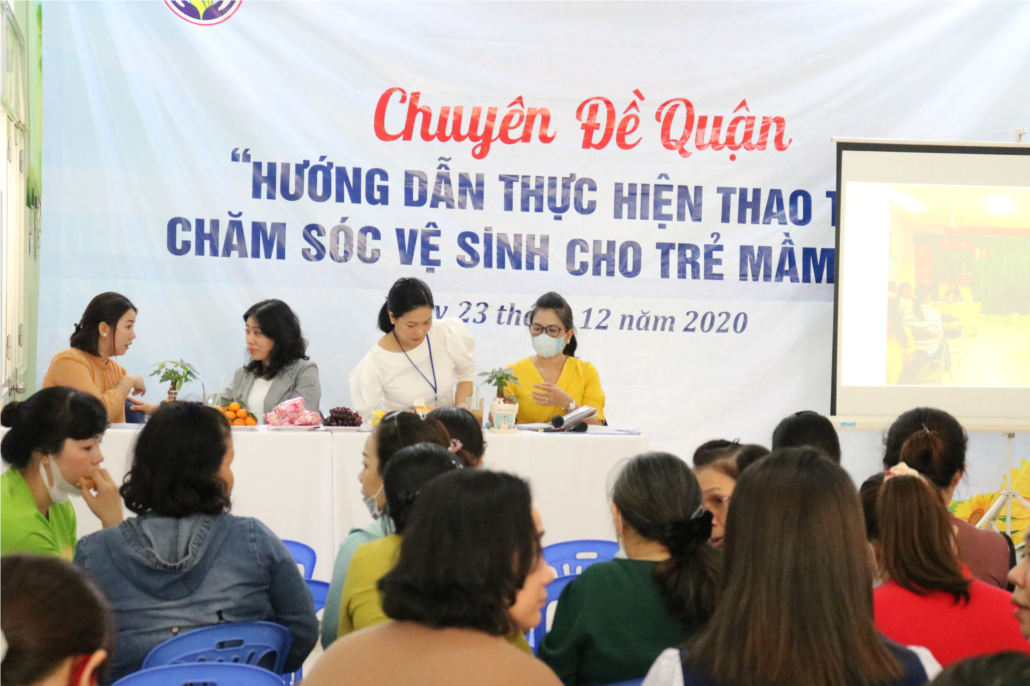 Chuyên Đề Quận
"HƯỚNG DẪN THỰC HIỆN THAO
CHĂM SÓC VỆ SINH CHO TRẺ MẦM
23 12 năm 2020